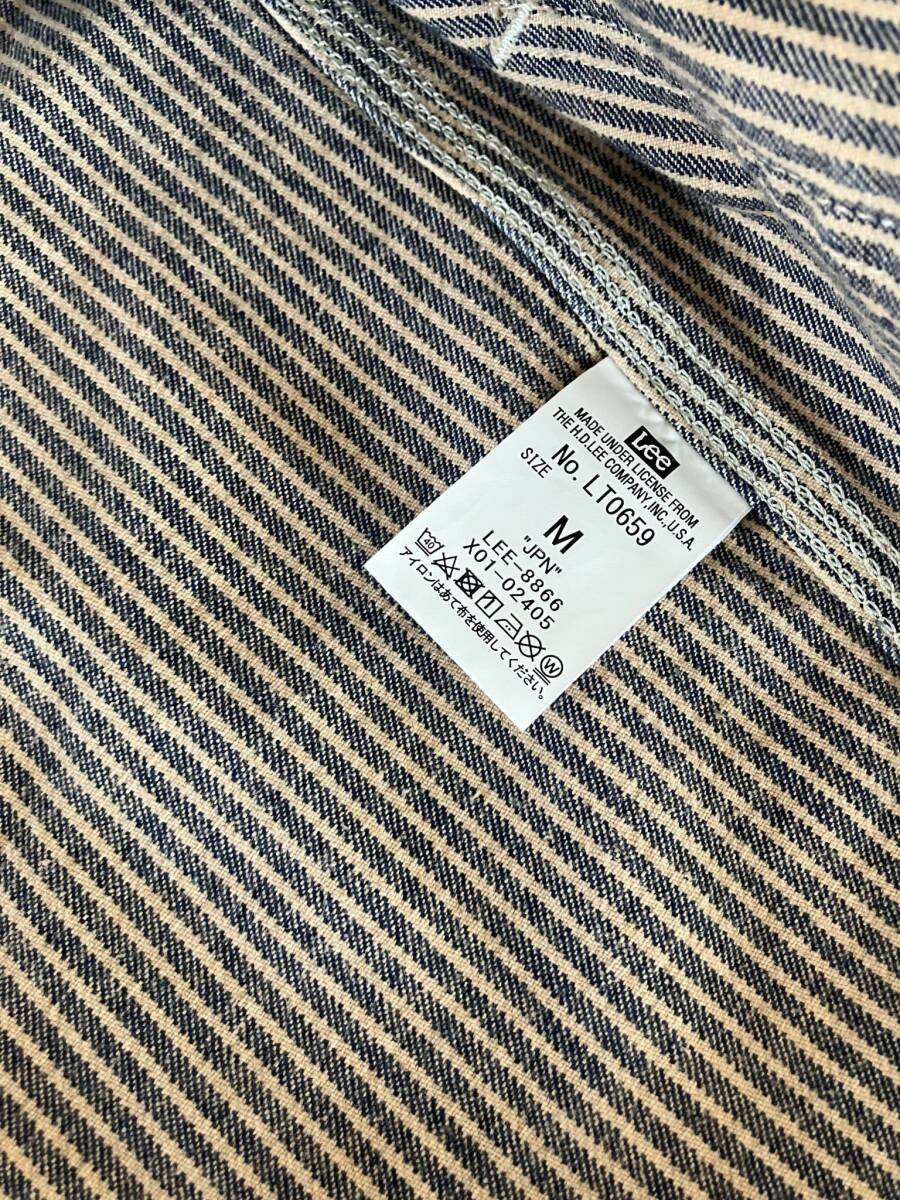 Lee
MADE UNDER LICENSE FROM
THE H.D.LEE COMPANY,INC.,U.S.A.
No. LT0659
SIZE
M
"JPN"
LEE-8866
X01-02405
40 W
アイロンはあて布を使用してください。